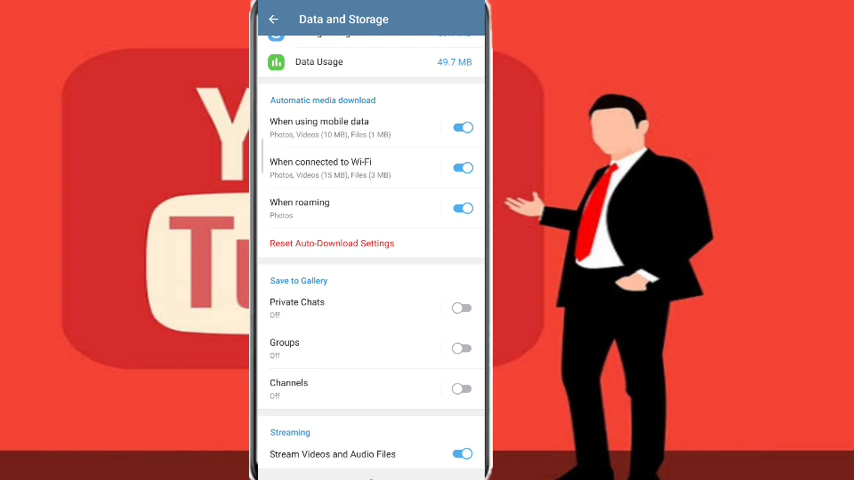 Data and Storage
Data Usage
49.7 MB
Automatic media download
When using mobile data
Photos, Videos (10 MB), Files (1 MB)
When connected to Wi-Fi
Photos, Videos (15 MB), Files (3 MB)
When roaming
Photos
Reset Auto-Download Settings
Save to Gallery
Private Chats
Off
Groups
Off
Channels
Off
Streaming
Stream Videos and Audio Files
Y
Tu